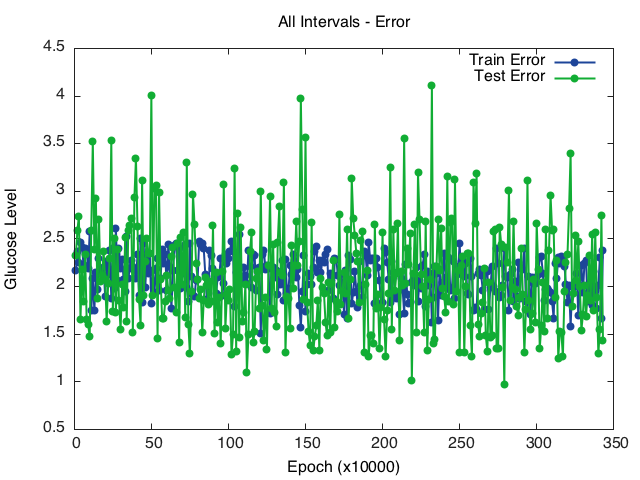 All Intervals - Error
Train Error
Test Error
4.5
4
3.5
3
2.5
2
1.5
1
0.5
Glucose Level
0 50 100 150 200 250 300 350
Epoch (x10000)